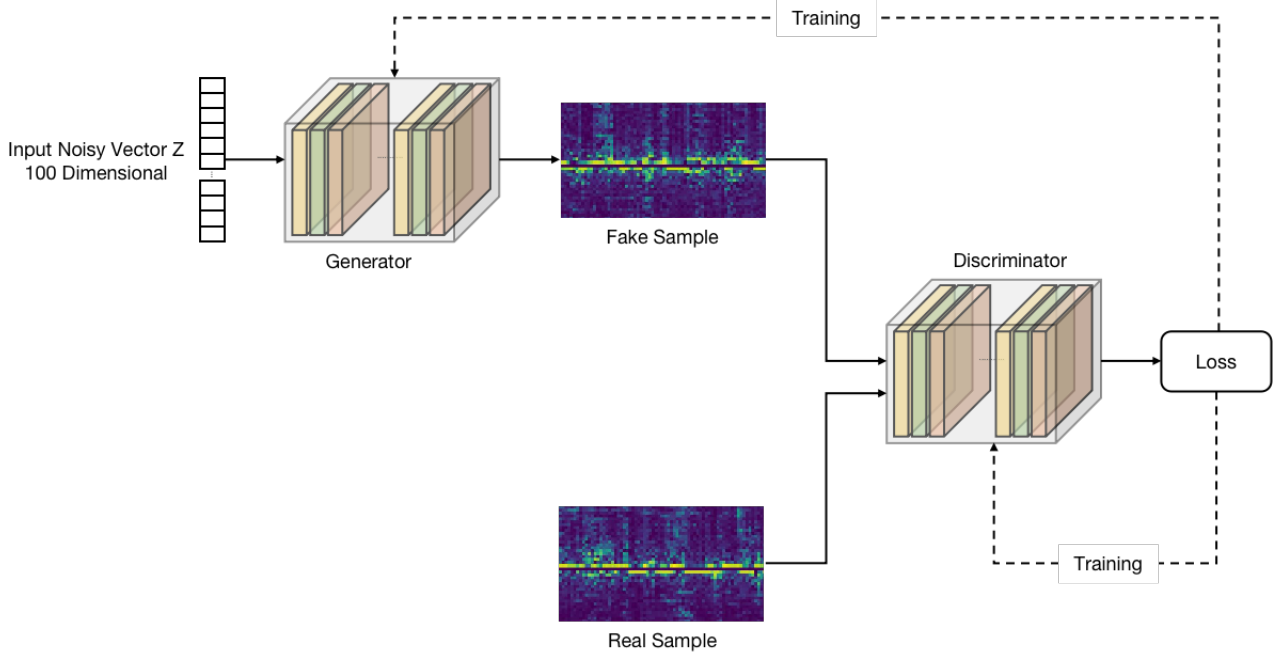 Training
Input Noisy Vector Z
100 Dimensional
Fake Sample
Generator
Discriminator
Loss
Training
Real Sample